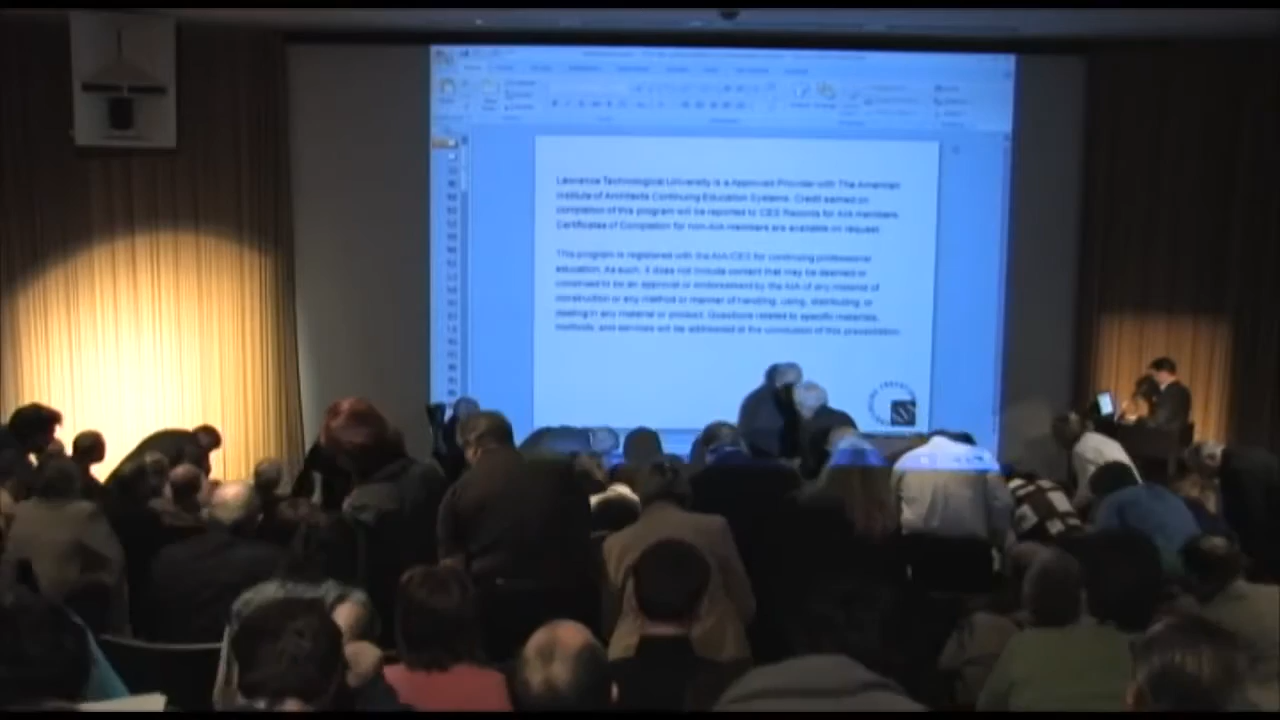 Lawrence Technological University is a Approved Provider with The American
Institute of Architects Continuing Education Systems. Credit earned on
completion of this program will be reported to CES Records for AIA members.
Certificates of Completion for non-AIA members are available on request.
This program is registered with the AIA/CES for continuing professional
education. As such, it does not include content that may be deemed or
construed to be an approval or endorsement by the AIA of any material of
construction or any method or manner of handling, using, distributing, or
dealing in any material or product. Questions related to specific materials,
methods, and services will be addressed at the conclusion of this presentation.